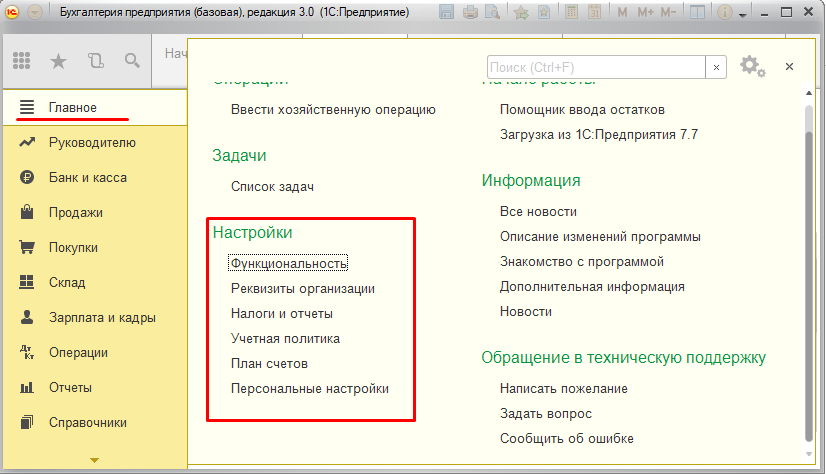 Бухгалтерия предприятия (базовая), редакция 3.0 (1С:Предприятие)
M M+ M-
Нач
Поиск (Ctrl+F)
Главное
Руководителю
Банк и касса
Продажи
Покупки
Склад
Зарплата и кадры
Дт Кт Операции
Отчеты
Справочники
Операции
Ввести хозяйственную операцию
Задачи
Список задач
Настройки
Функциональность
Реквизиты организации
Налоги и отчеты
Учетная политика
План счетов
Персональные настройки
Начало работы
Помощник ввода остатков
Загрузка из 1С:Предприятия 7.7
Информация
Все новости
Описание изменений программы
Знакомство с программой
Дополнительная информация
Новости
Обращение в техническую поддержку
Написать пожелание
Задать вопрос
Сообщить об ошибке